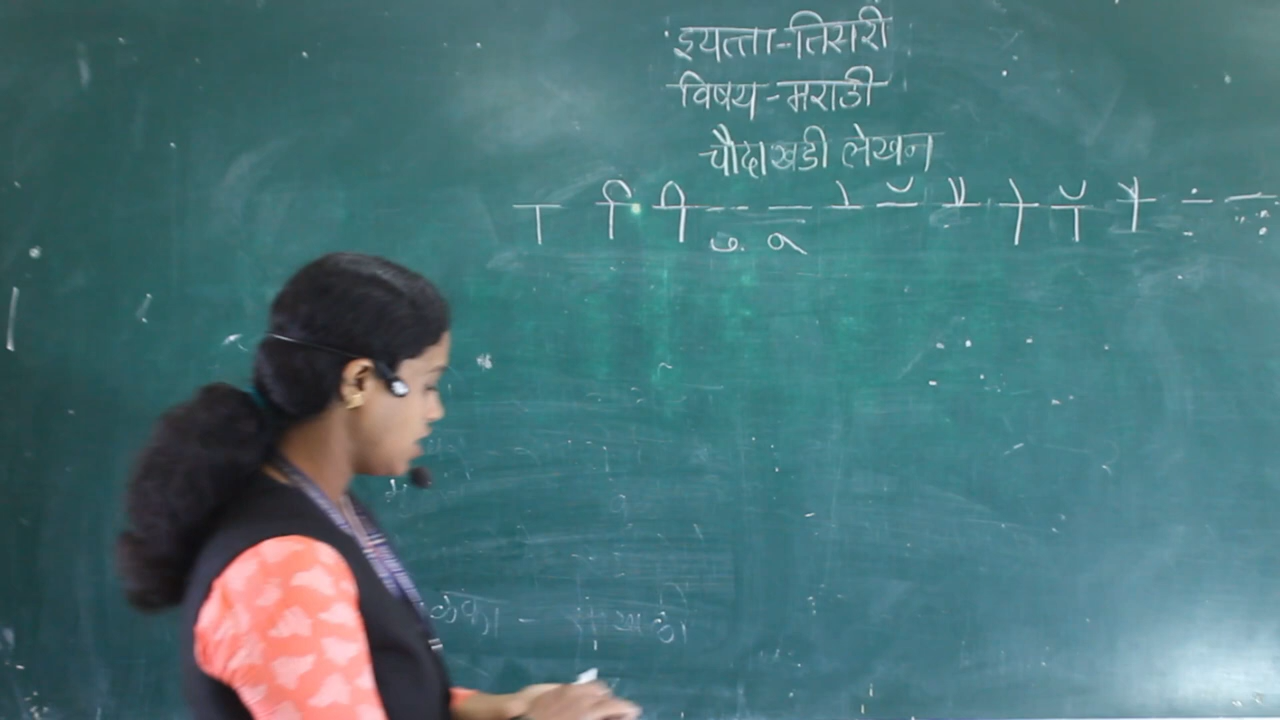 इयत्ता-तिसरी
विषय-मराठी
चौदाखडी लेखन
ा ि ी ु ू े ॅ ै ो ॉ ौ ं ः